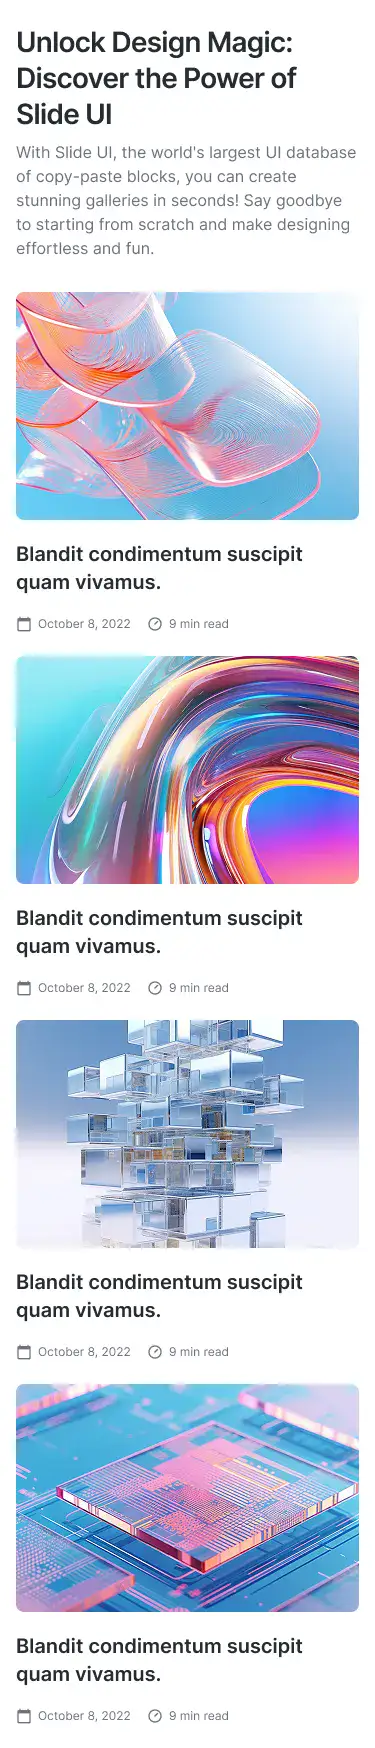 Unlock Design Magic:
Discover the Power of
Slide UI
With Slide UI, the world's largest UI database
of copy-paste blocks, you can create
stunning galleries in seconds! Say goodbye
to starting from scratch and make designing
effortless and fun.
Blandit condimentum suscipit
quam vivamus.
October 8, 2022 9 min read
Blandit condimentum suscipit
quam vivamus.
October 8, 2022 9 min read
Blandit condimentum suscipit
quam vivamus.
October 8, 2022 9 min read
Blandit condimentum suscipit
quam vivamus.
October 8, 2022 9 min read